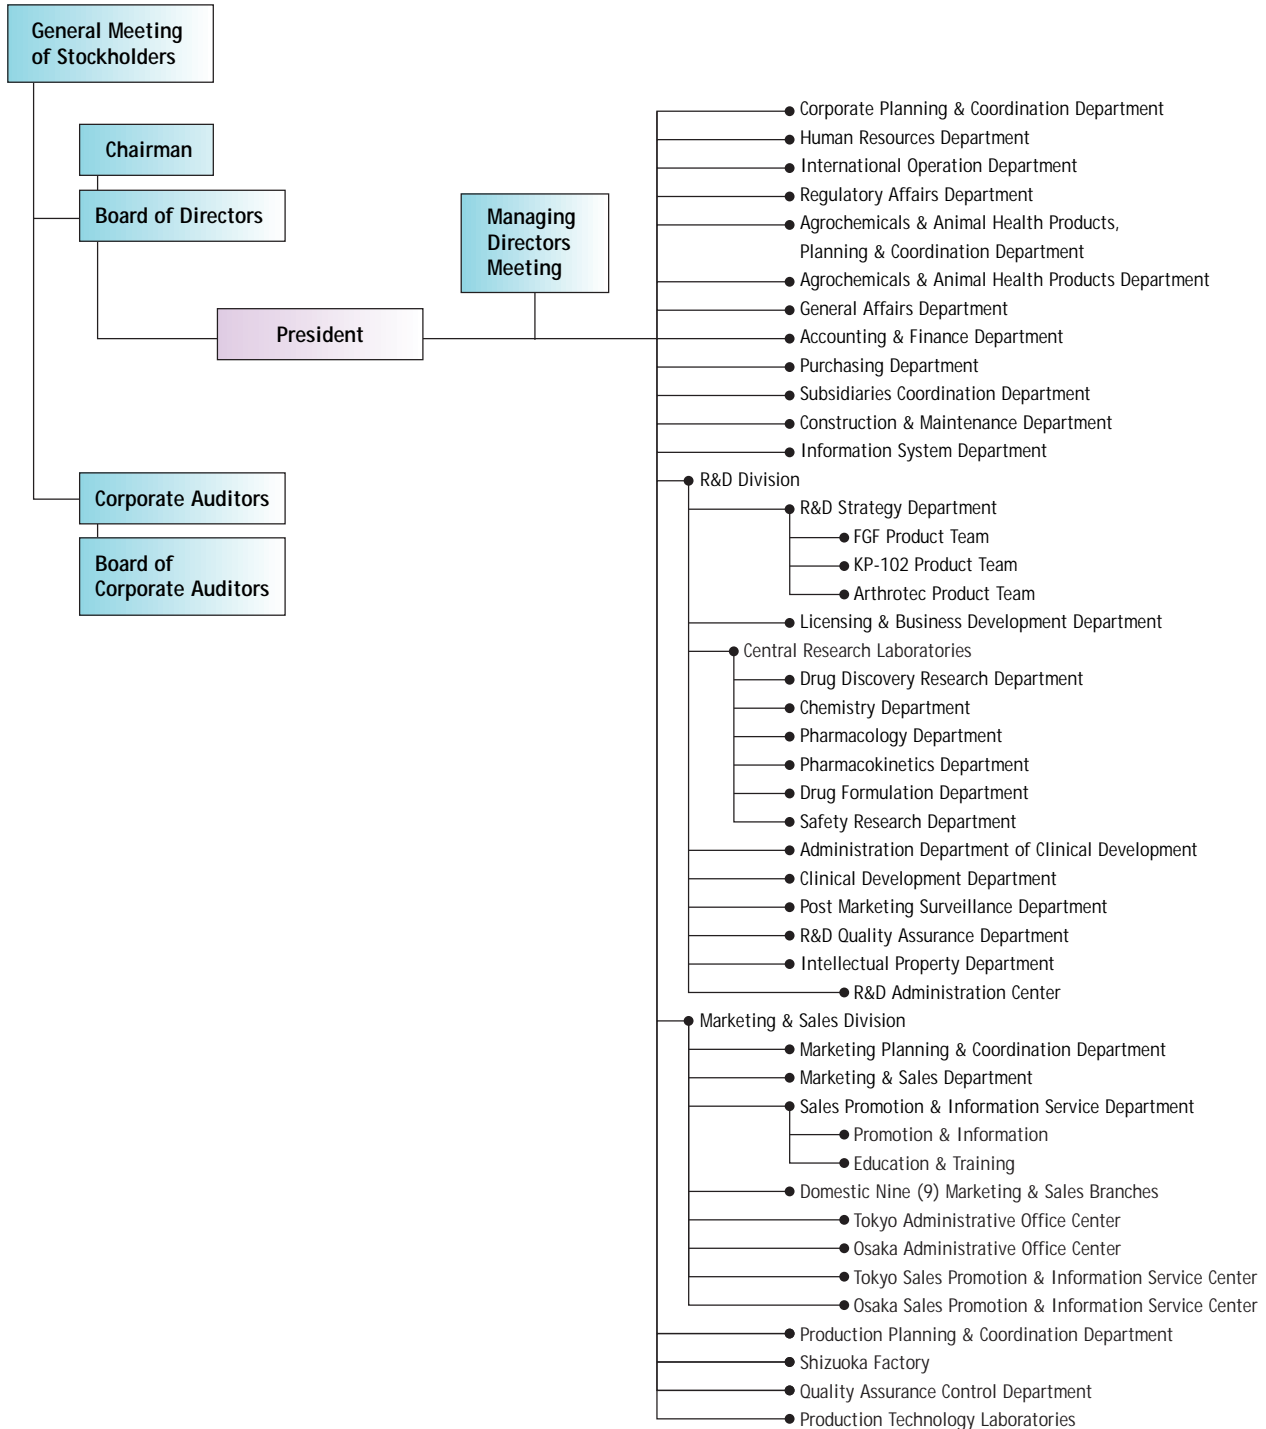 General Meeting
of Stockholders
Chairman
Board of Directors
Managing
Directors
Meeting
President
Corporate Auditors
Board of
Corporate Auditors
Corporate Planning & Coordination Department
Human Resources Department
International Operation Department
Regulatory Affairs Department
Agrochemicals & Animal Health Products,
Planning & Coordination Department
Agrochemicals & Animal Health Products Department
General Affairs Department
Accounting & Finance Department
Purchasing Department
Subsidiaries Coordination Department
Construction & Maintenance Department
Information System Department
R&D Division
R&D Strategy Department
FGF Product Team
KP-102 Product Team
Arthrotec Product Team
Licensing & Business Development Department
Central Research Laboratories
Drug Discovery Research Department
Chemistry Department
Pharmacology Department
Pharmacokinetics Department
Drug Formulation Department
Safety Research Department
Administration Department of Clinical Development
Clinical Development Department
Post Marketing Surveillance Department
R&D Quality Assurance Department
Intellectual Property Department
R&D Administration Center
Marketing & Sales Division
Marketing Planning & Coordination Department
Marketing & Sales Department
Sales Promotion & Information Service Department
Promotion & Information
Education & Training
Domestic Nine (9) Marketing & Sales Branches
Tokyo Administrative Office Center
Osaka Administrative Office Center
Tokyo Sales Promotion & Information Service Center
Osaka Sales Promotion & Information Service Center
Production Planning & Coordination Department
Shizuoka Factory
Quality Assurance Control Department
Production Technology Laboratories